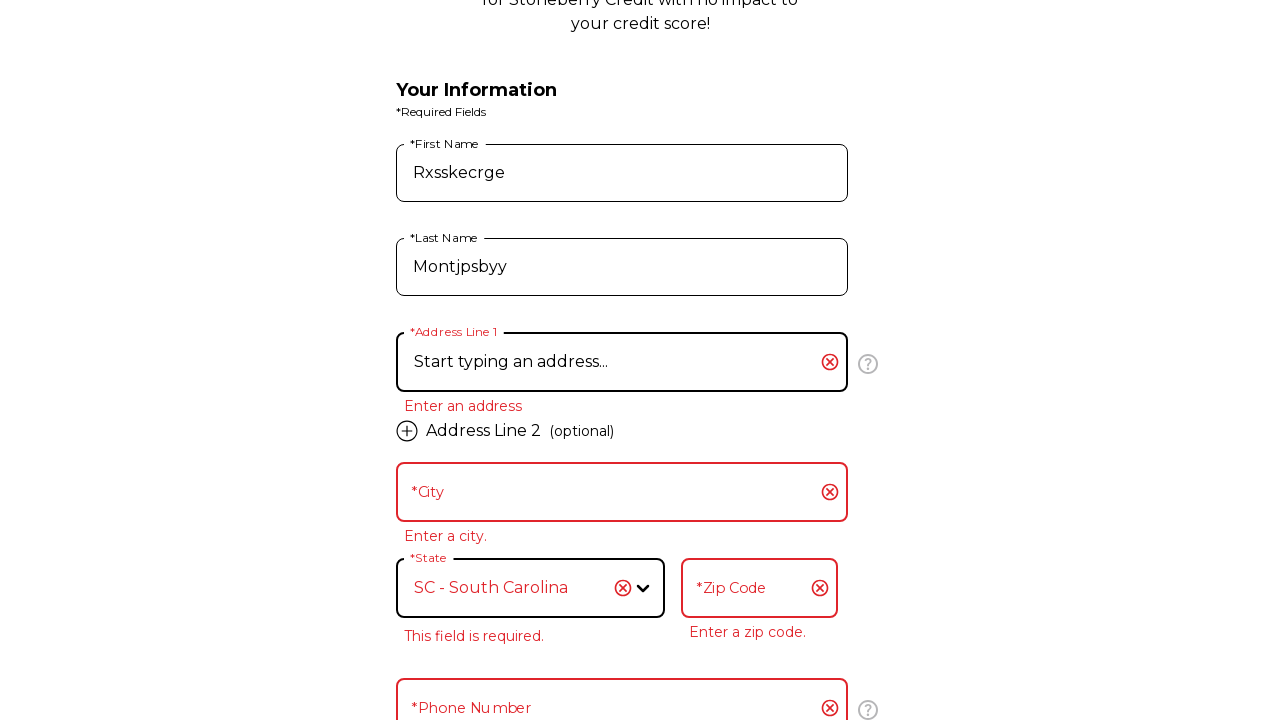 for Stoneberry Credit with no impact to
your credit score!
Your Information
*Required Fields
*First Name
Rxsskecrge
*Last Name
Montjpsbyy
*Address Line 1
Start typing an address...
Enter an address
Address Line 2 (optional)
*City
Enter a city.
*State
SC - South Carolina
*Zip Code
This field is required.
Enter a zip code.
*Phone Number